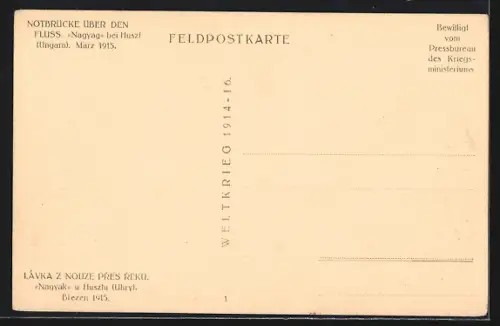 NOTBRÜCKE ÜBER DEN
FLUSS »Nagyag« bei Huszt
(Ungarn). März 1915.
FELDPOSTKARTE
Bewilligt
vom
Pressbureau
des Kriegs-
ministeriums
WELTKRIEG 1914-16.
LÁVKA Z NOUZE PŘES ŘEKU.
»Nagyak« u Husztu (Uhry).
Březen 1915.
1